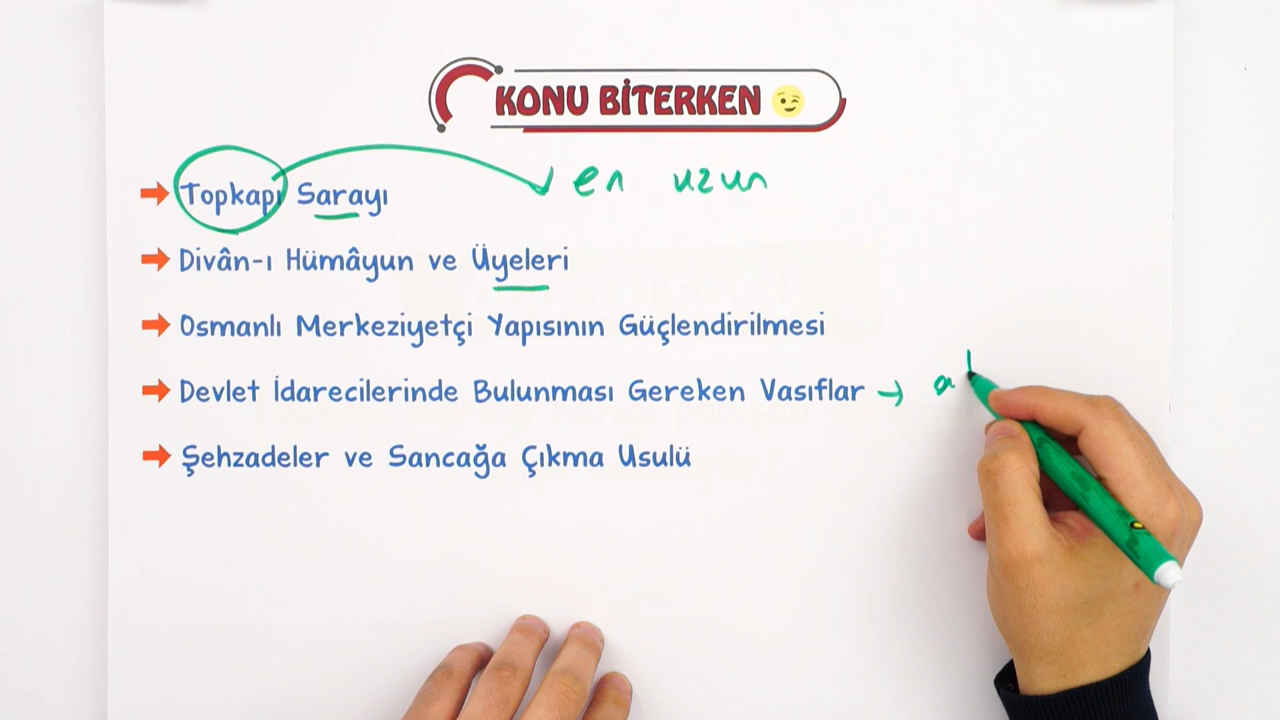 KONU BİTERKEN
Topkapı Sarayı en uzun
Divân-ı Hümâyun ve Üyeleri
Osmanlı Merkeziyetçi Yapısının Güçlendirilmesi
Devlet İdarecilerinde Bulunması Gereken Vasıflar → a
Şehzadeler ve Sancağa Çıkma Usulü